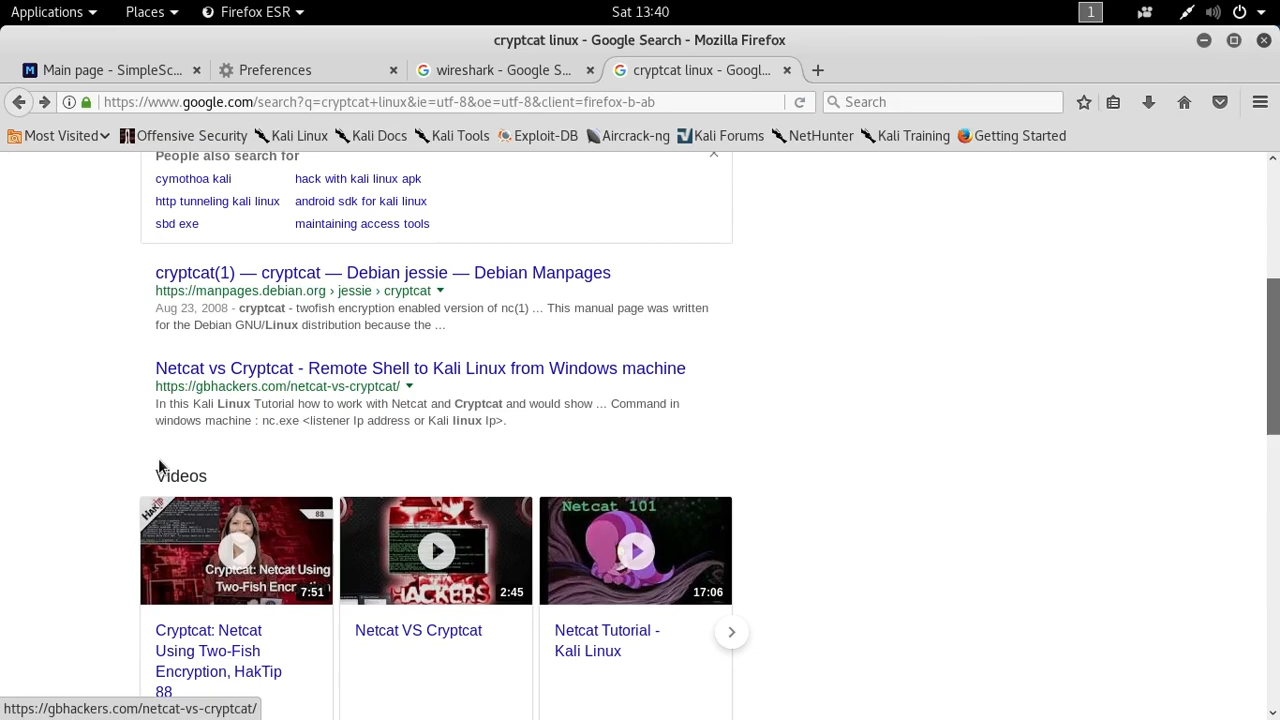 Applications Places Firefox ESR Sat 13:40 1
cryptcat linux - Google Search - Mozilla Firefox
Main page - SimpleSc... Preferences wireshark - Google S... cryptcat linux - Googl...
https://www.google.com/search?q=cryptcat+linux&ie=utf-8&oe=utf-8&client=firefox-b-ab Search
Most Visited Offensive Security Kali Linux Kali Docs Kali Tools Exploit-DB Aircrack-ng Kali Forums NetHunter Kali Training Getting Started
People also search for
cymothoa kali hack with kali linux apk
http tunneling kali linux android sdk for kali linux
sbd exe maintaining access tools
cryptcat(1) — cryptcat — Debian jessie — Debian Manpages
https://manpages.debian.org › jessie › cryptcat
Aug 23, 2008 - cryptcat - twofish encryption enabled version of nc(1) ... This manual page was written
for the Debian GNU/Linux distribution because the ...
Netcat vs Cryptcat - Remote Shell to Kali Linux from Windows machine
https://gbhackers.com/netcat-vs-cryptcat/
In this Kali Linux Tutorial how to work with Netcat and Cryptcat and would show ... Command in
windows machine : nc.exe <listener Ip address or Kali linux Ip>.
Videos
HAKTIP 88
Cryptcat: Netcat Using
Two-Fish Encryption
7:51
HACKERS
2:45
Netcat 101
17:06
Cryptcat: Netcat
Using Two-Fish
Encryption, HakTip
88
Netcat VS Cryptcat
Netcat Tutorial -
Kali Linux
https://gbhackers.com/netcat-vs-cryptcat/